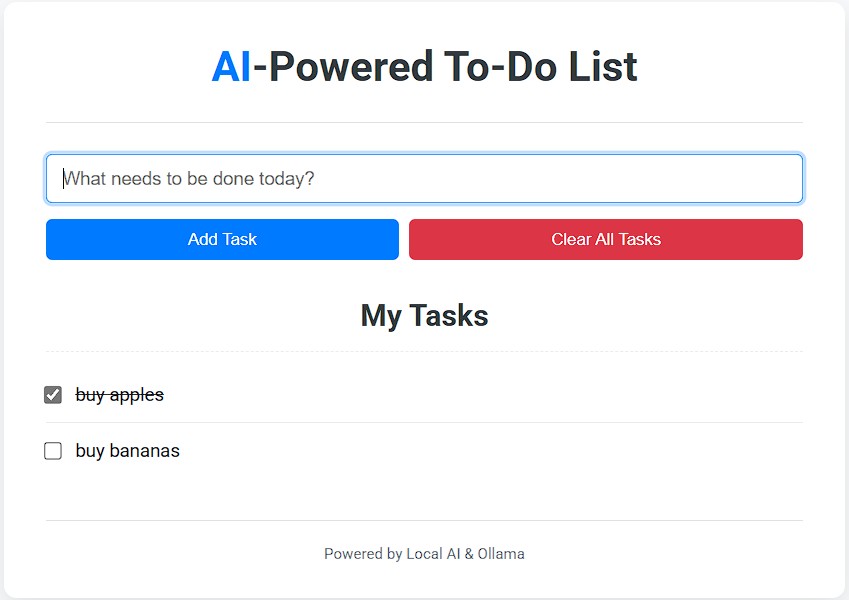 AI-Powered To-Do List
What needs to be done today?
Add Task
Clear All Tasks
My Tasks
buy apples
buy bananas
Powered by Local AI & Ollama